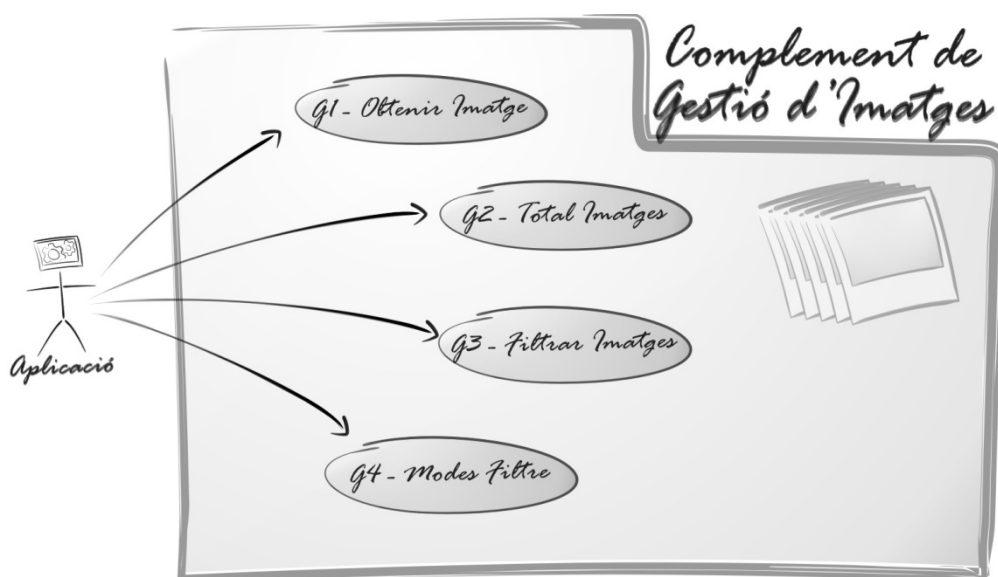 Complement de
Gestió d'Imatges
G1 - Obtenir Imatge
G2 - Total Imatges
G3 - Filtrar Imatges
G4 - Modes Filtre
Aplicació